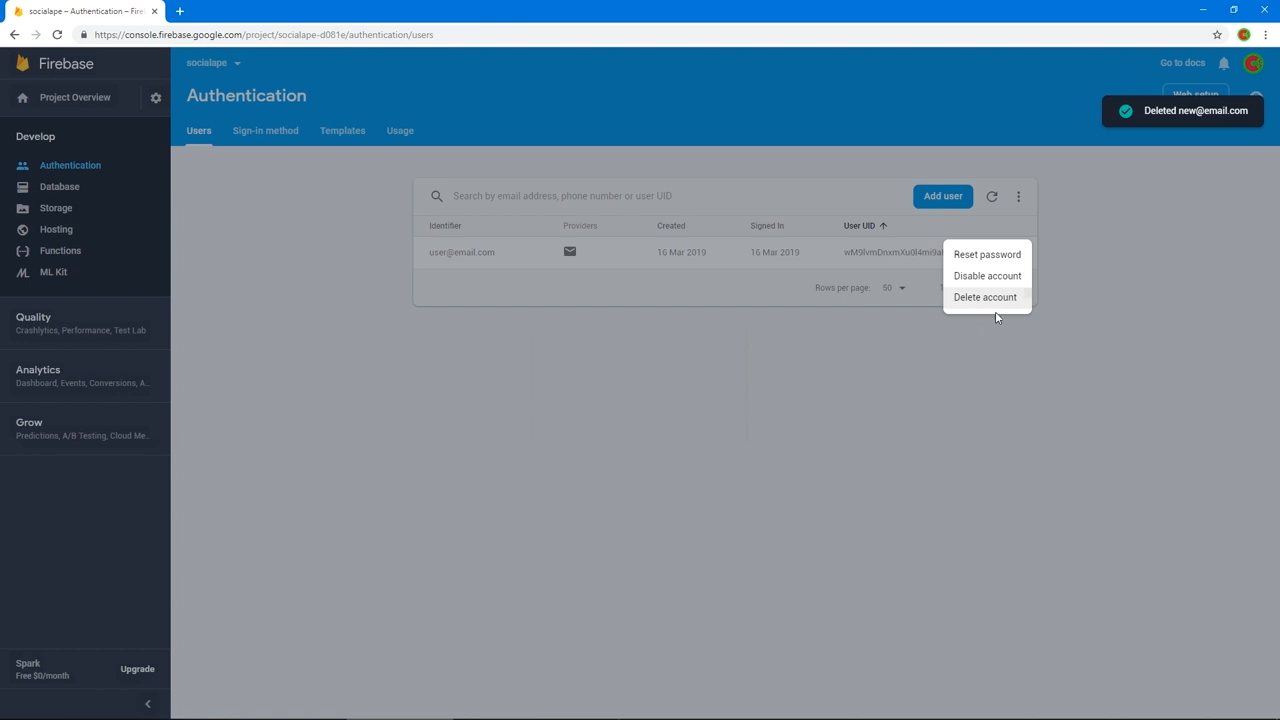 socialape – Authentication – Fire
https://console.firebase.google.com/project/socialape-d081e/authentication/users
Firebase
socialape
Go to docs
Project Overview
Authentication
Web setup
Deleted new@email.com
Develop
Users
Sign-in method
Templates
Usage
Authentication
Database
Storage
Hosting
Functions
ML Kit
Search by email address, phone number or user UID
Add user
Identifier
Providers
Created
Signed In
User UID
user@email.com
16 Mar 2019
16 Mar 2019
Reset password
Disable account
Delete account
Rows per page:
50
Quality
Crashlytics, Performance, Test Lab
Analytics
Dashboard, Events, Conversions, A...
Grow
Predictions, A/B Testing, Cloud Me...
Spark
Free $0/month
Upgrade